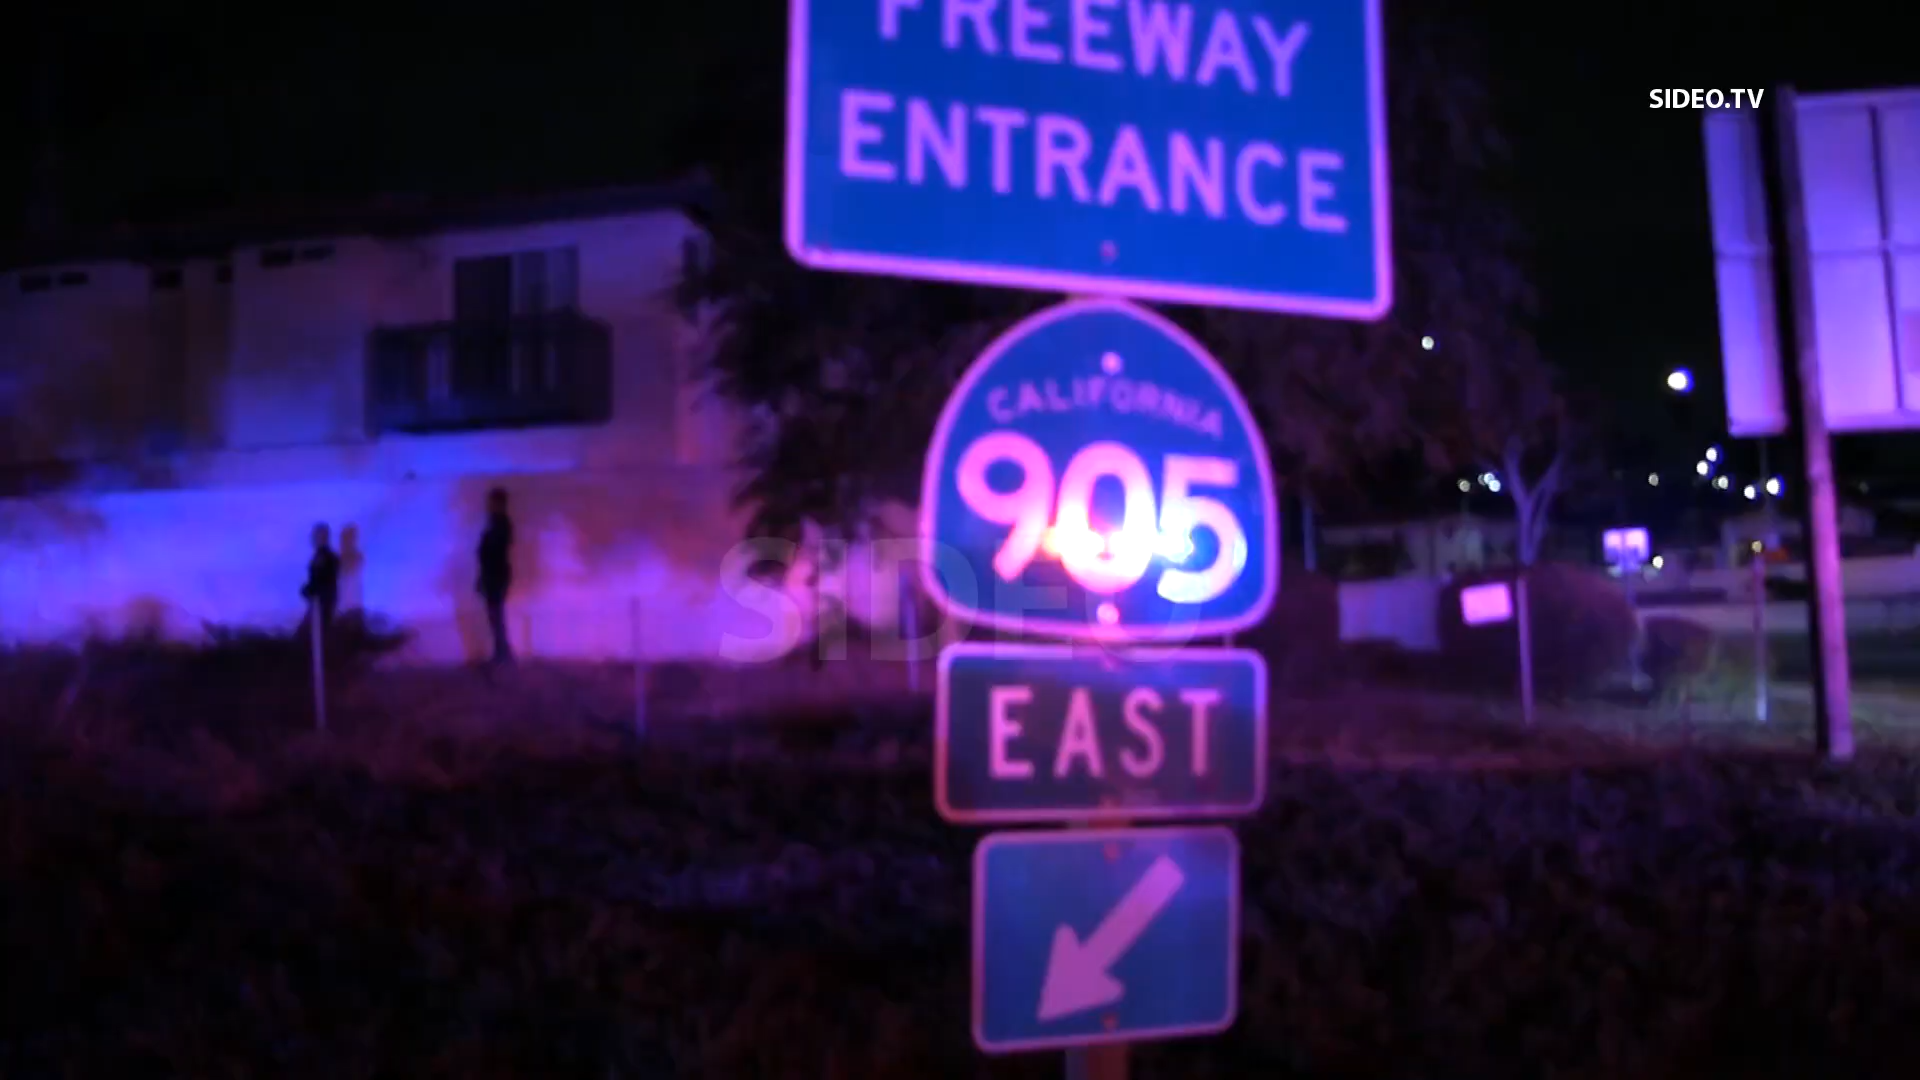 FREEWAY
ENTRANCE
SIDEO.TV
CALIFORNIA
905
SIDEO
EAST